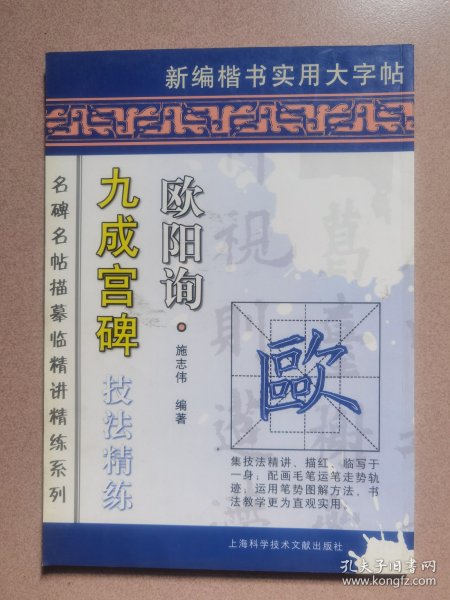 新编楷书实用大字帖
欧阳询
九成宫碑
技法精练
施志伟 编著
名碑名帖描摹临精讲精练系列
歐
集技法精讲、描红、临写于
一身；配画毛笔运笔走势轨
迹；运用笔势图解方法，书
法教学更为直观实用。
上海科学技术文献出版社
孔夫子旧书网
www.kongfz.com